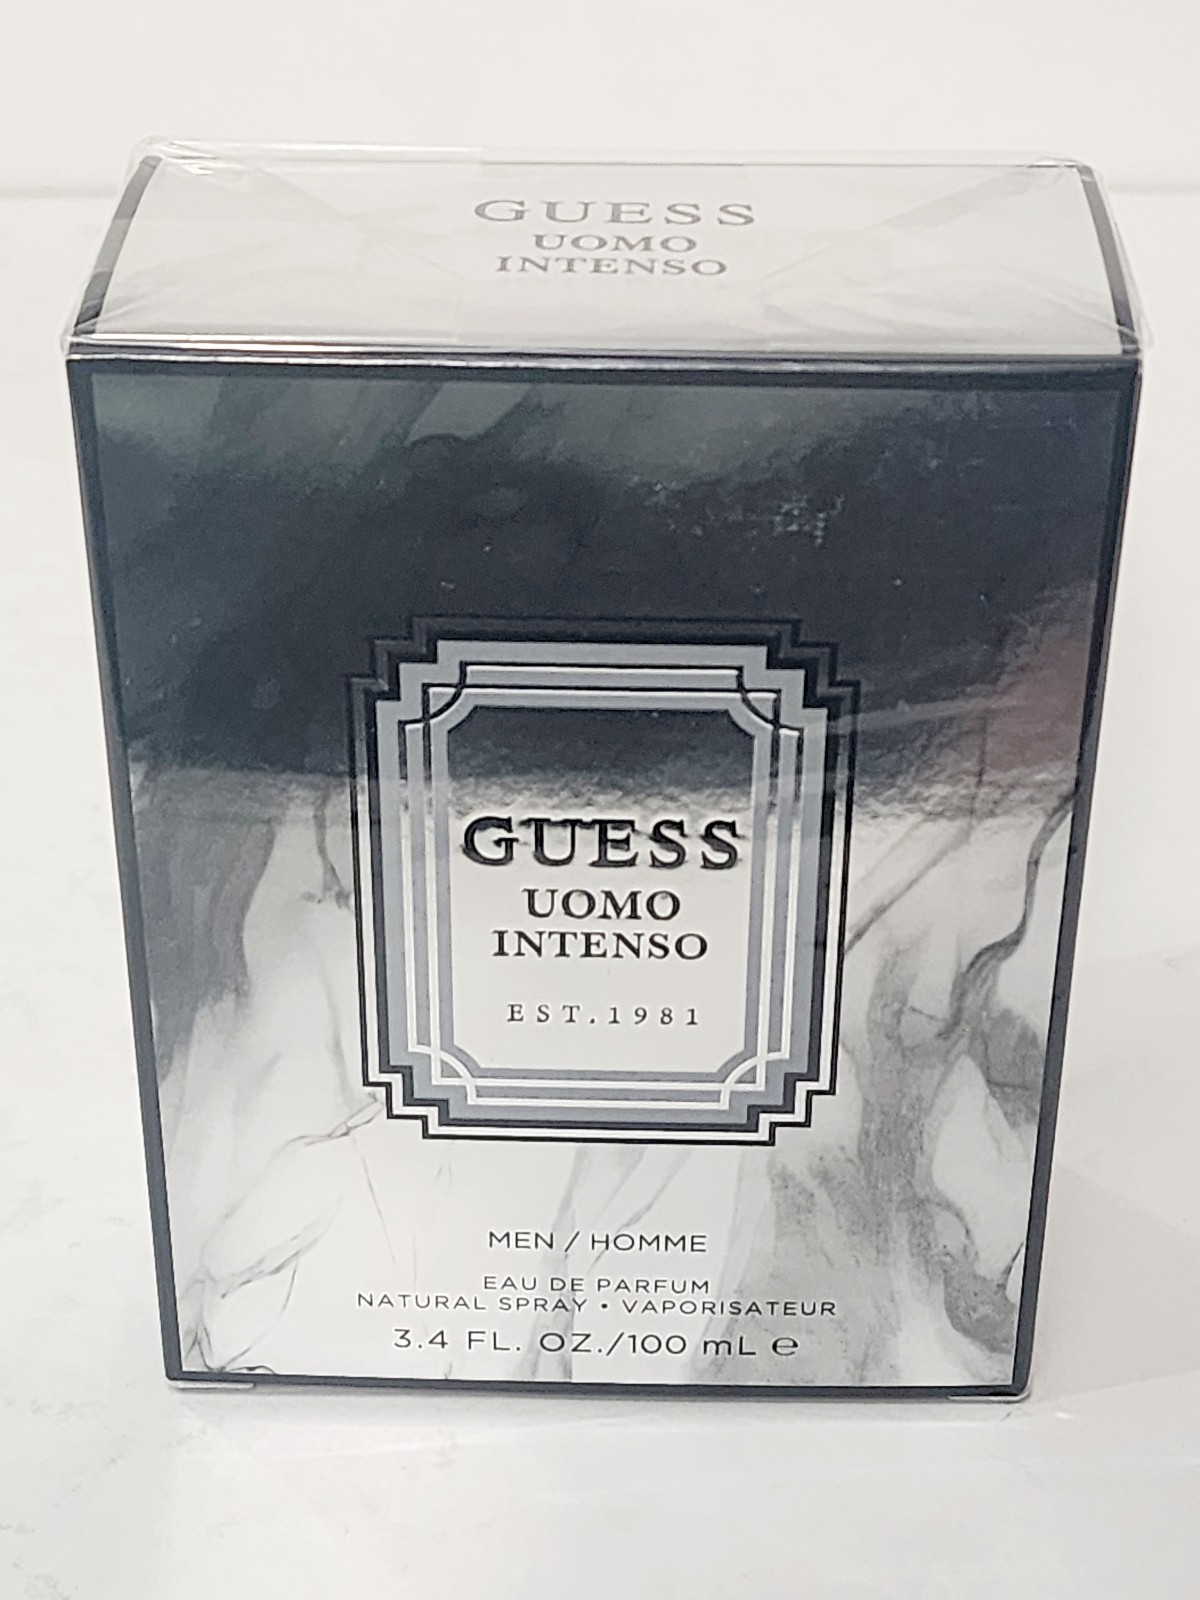 GUESS
UOMO
INTENSO
GUESS
UOMO
INTENSO
EST.1981
MEN / HOMME
EAU DE PARFUM
NATURAL SPRAY • VAPORISATEUR
3.4 FL. OZ./100 mL ℮